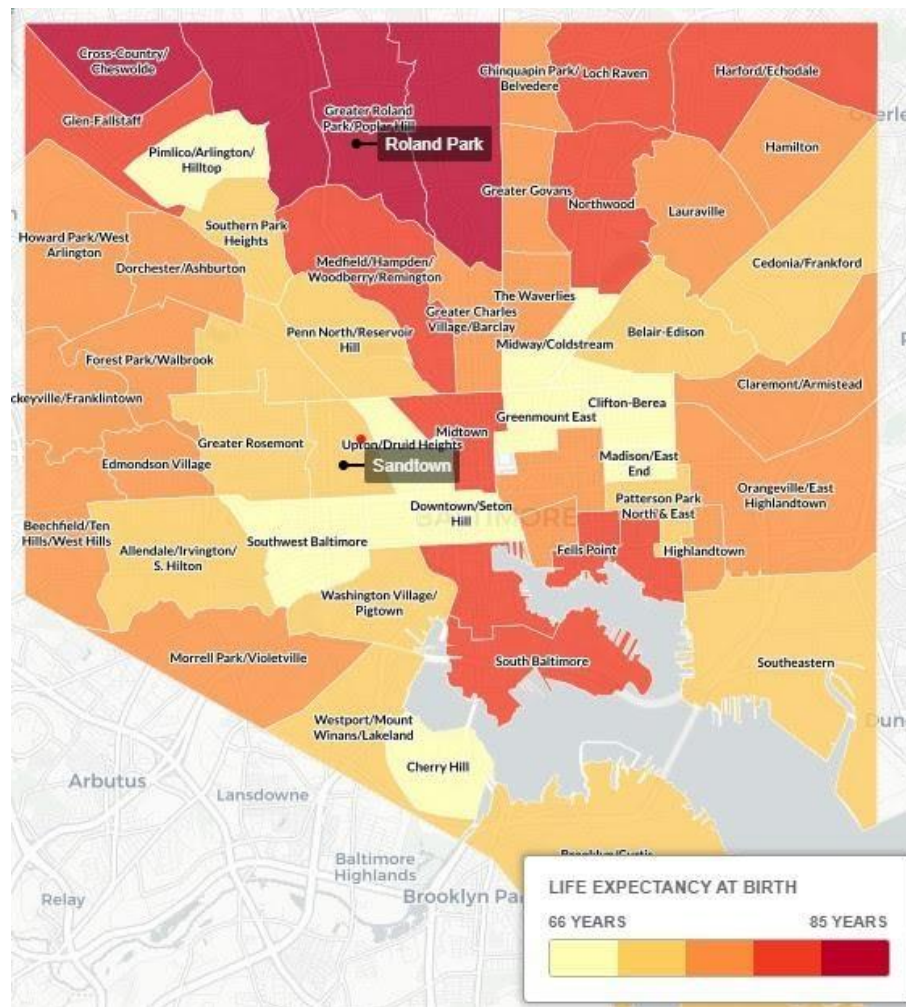 Cross-Country/
Cheswolde
Chinquapin Park/
Belvedere
Loch Raven
Harford/Echodale
Glen-Fallstaff
Greater Roland
Park/Poplar Hill
Roland Park
Pimlico/Arlington/
Hilltop
Hamilton
Greater Govans
Northwood
Lauraville
Southern Park
Heights
Howard Park/West
Arlington
Dorchester/Ashburton
Medfield/Hampden/
Woodberry/Remington
Cedonia/Frankford
The Waverlies
Greater Charles
Village/Barclay
Penn North/Reservoir
Hill
Midway/Coldstream
Belair-Edison
Forest Park/Walbrook
Claremont/Armistead
ckeyville/Franklintown
Clifton-Berea
Greenmount East
Midtown
Greater Rosemont
Upton/Druid Heights
Sandtown
Edmondson Village
Madison/East
End
Orangeville/East
Highlandtown
Patterson Park
North & East
Downtown/Seton
Hill
BALTIMORE
Beechfield/Ten
Hills/West Hills
Southwest Baltimore
Allendale/Irvington/
S. Hilton
Fells Point
Highlandtown
Washington Village/
Pigtown
Morrell Park/Violetville
South Baltimore
Southeastern
Westport/Mount
Winans/Lakeland
Cherry Hill
Arbutus
Lansdowne
Baltimore
Highlands
Relay
Brooklyn Par
LIFE EXPECTANCY AT BIRTH
66 YEARS
85 YEARS